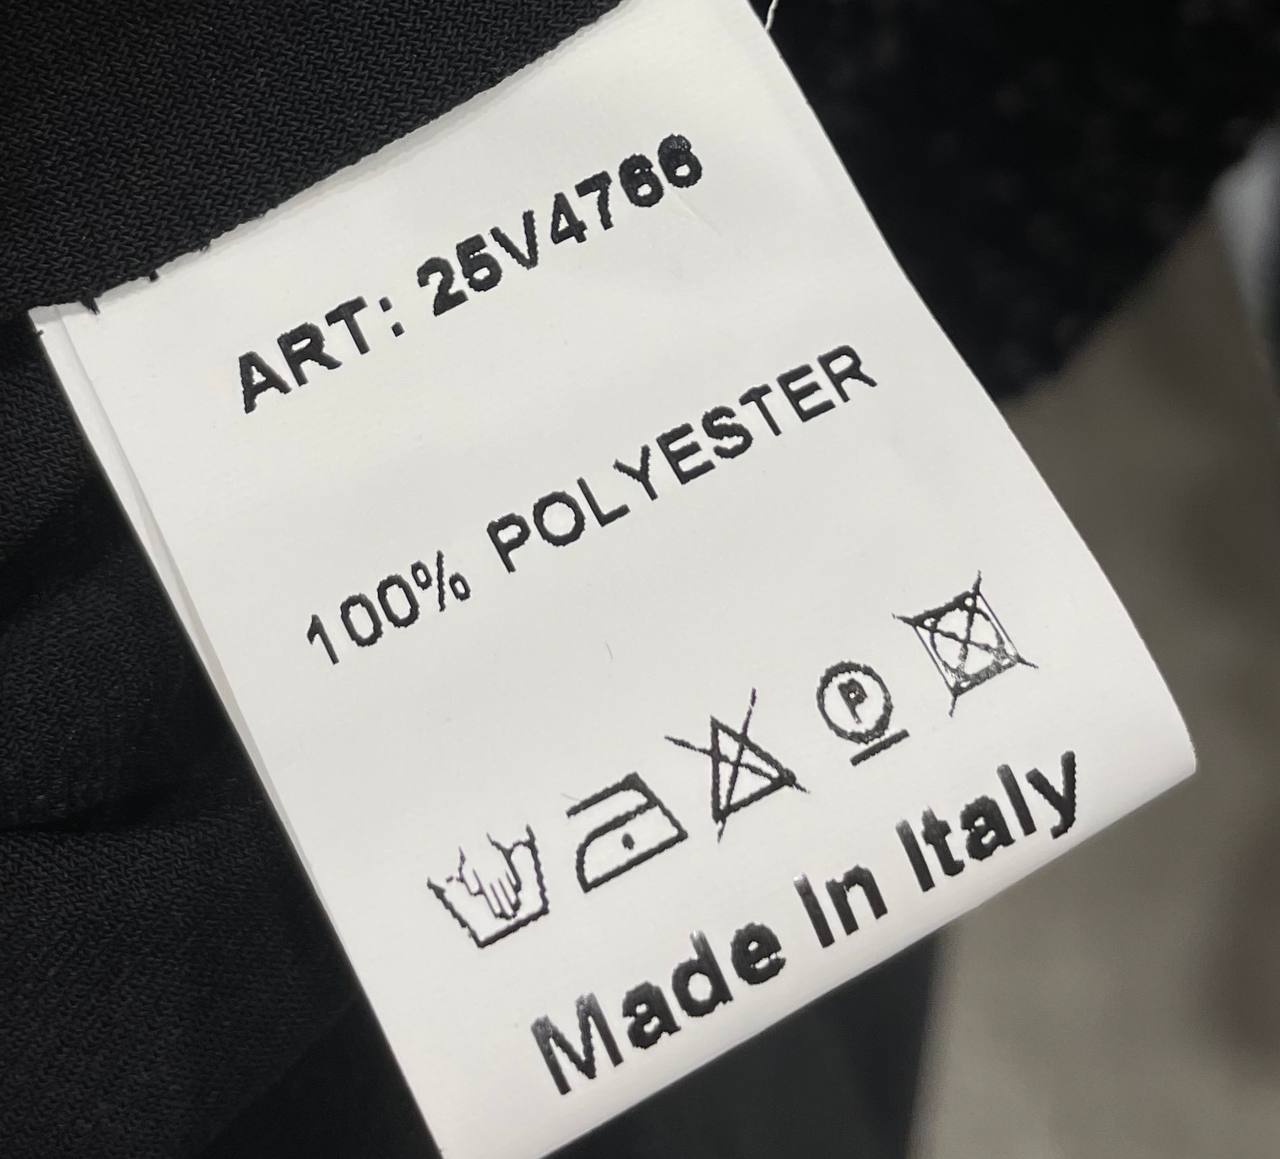 ART: 25V4766
100% POLYESTER
P
Made In Italy